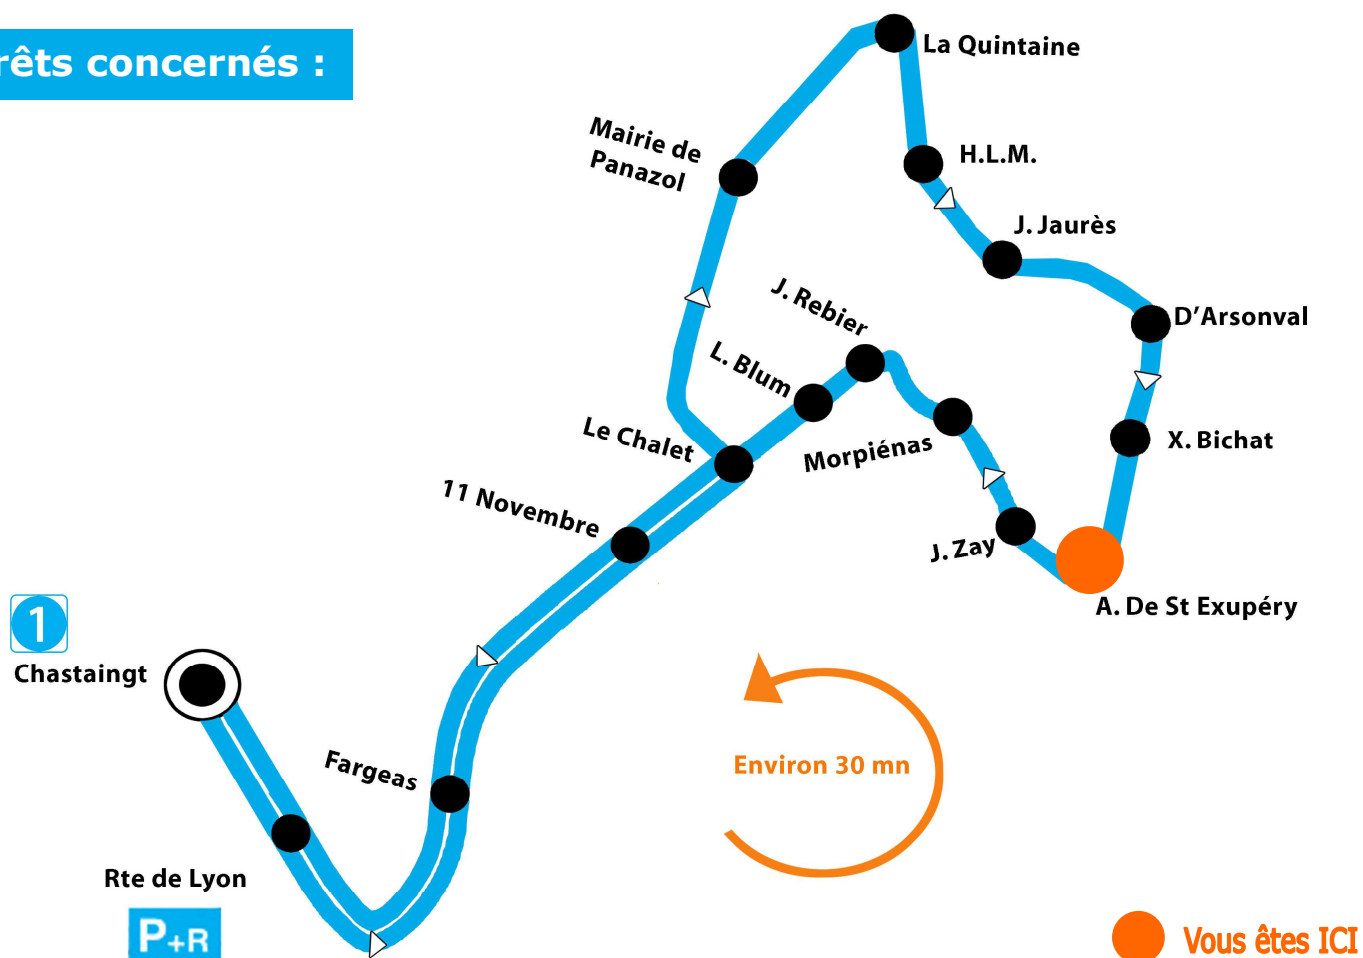 rêts concernés :
La Quintaine
Mairie de
Panazol
H.L.M.
J. Jaurès
J. Rebier
D'Arsonval
L. Blum
Le Chalet
Morpiénas
X. Bichat
11 Novembre
J. Zay
A. De St Exupéry
1
Chastaingt
Fargeas
Environ 30 mn
Rte de Lyon
P+R
Vous êtes ICI